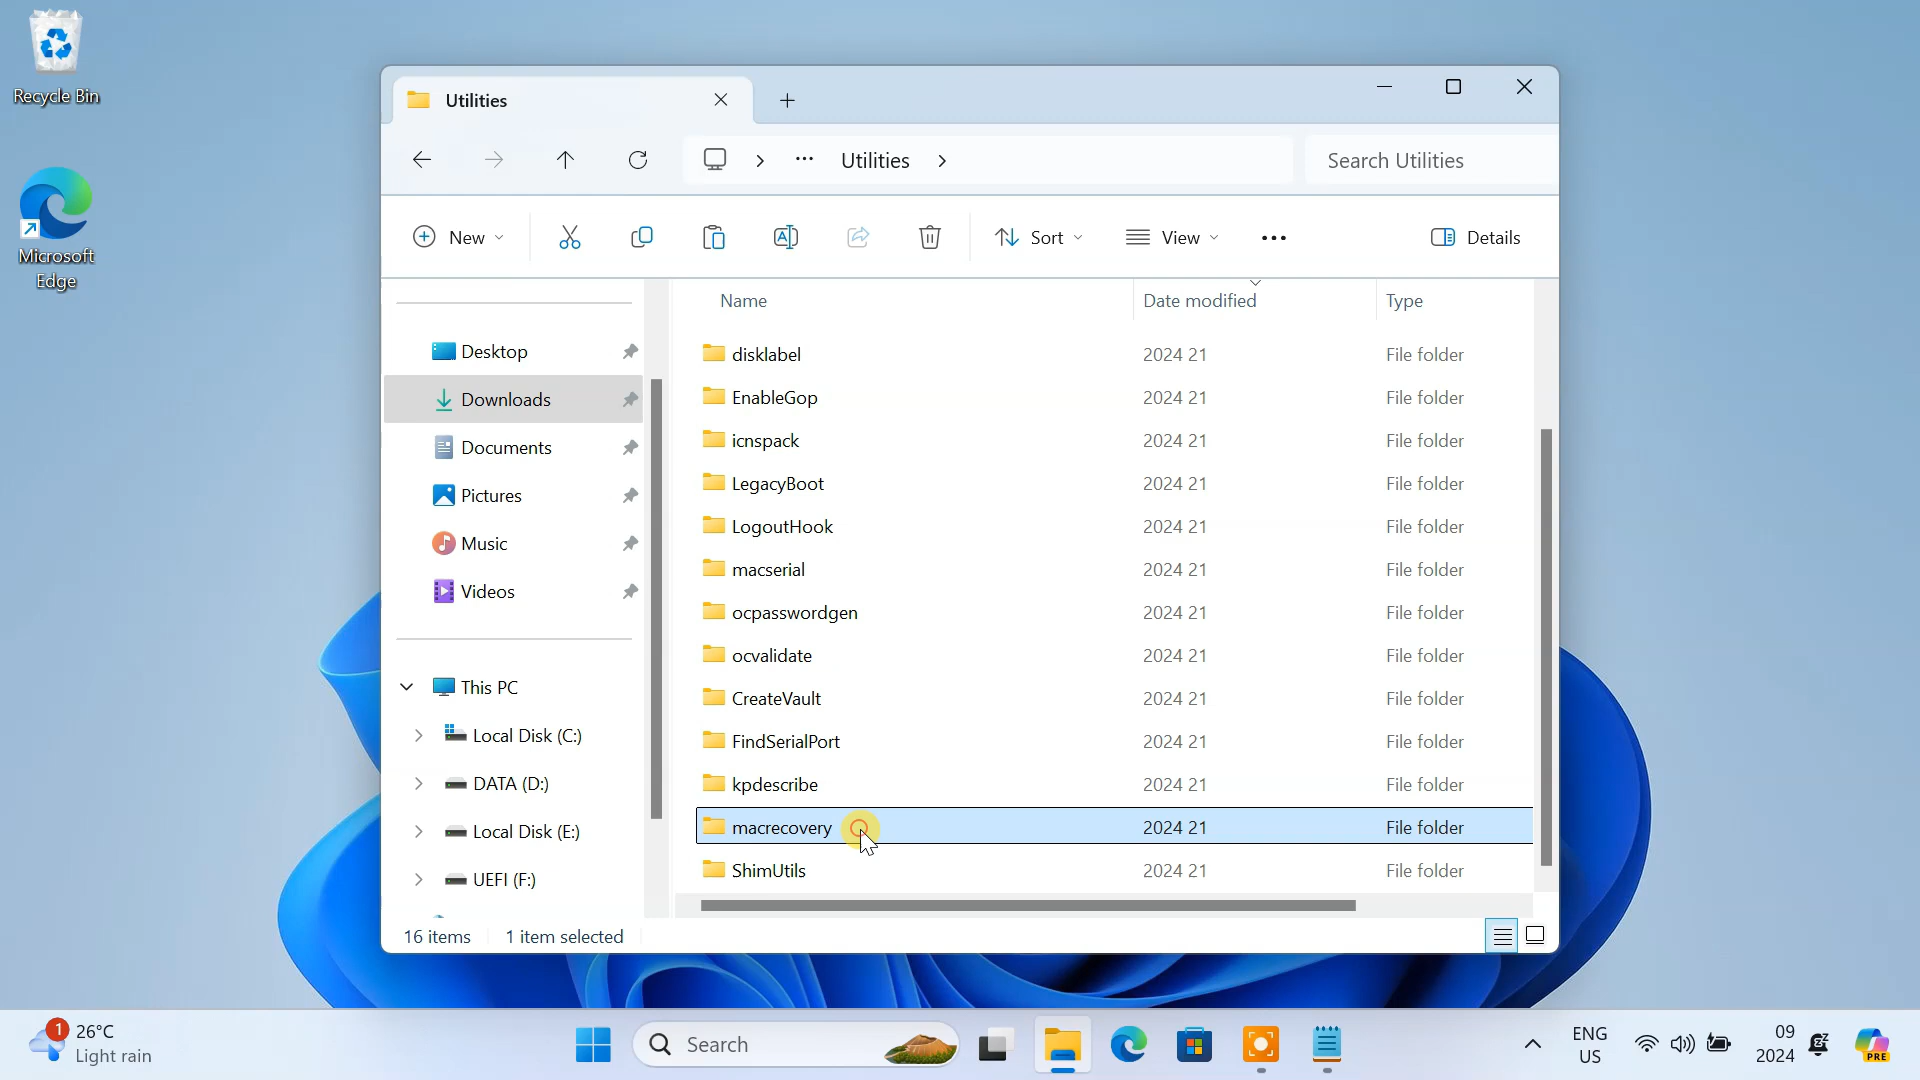 Recycle Bin
Microsoft
Edge
Utilities
Utilities
Search Utilities
New
Sort
View
Details
Name
Date modified
Type
Desktop
Downloads
Documents
Pictures
Music
Videos
This PC
Local Disk (C:)
DATA (D:)
Local Disk (E:)
UEFI (F:)
disklabel 2024 21 File folder
EnableGop 2024 21 File folder
icnspack 2024 21 File folder
LegacyBoot 2024 21 File folder
LogoutHook 2024 21 File folder
macserial 2024 21 File folder
ocpasswordgen 2024 21 File folder
ocvalidate 2024 21 File folder
CreateVault 2024 21 File folder
FindSerialPort 2024 21 File folder
kpdescribe 2024 21 File folder
macrecovery 2024 21 File folder
ShimUtils 2024 21 File folder
16 items
1 item selected
1
26°C
Light rain
Search
ENG
US
09
2024
PRE